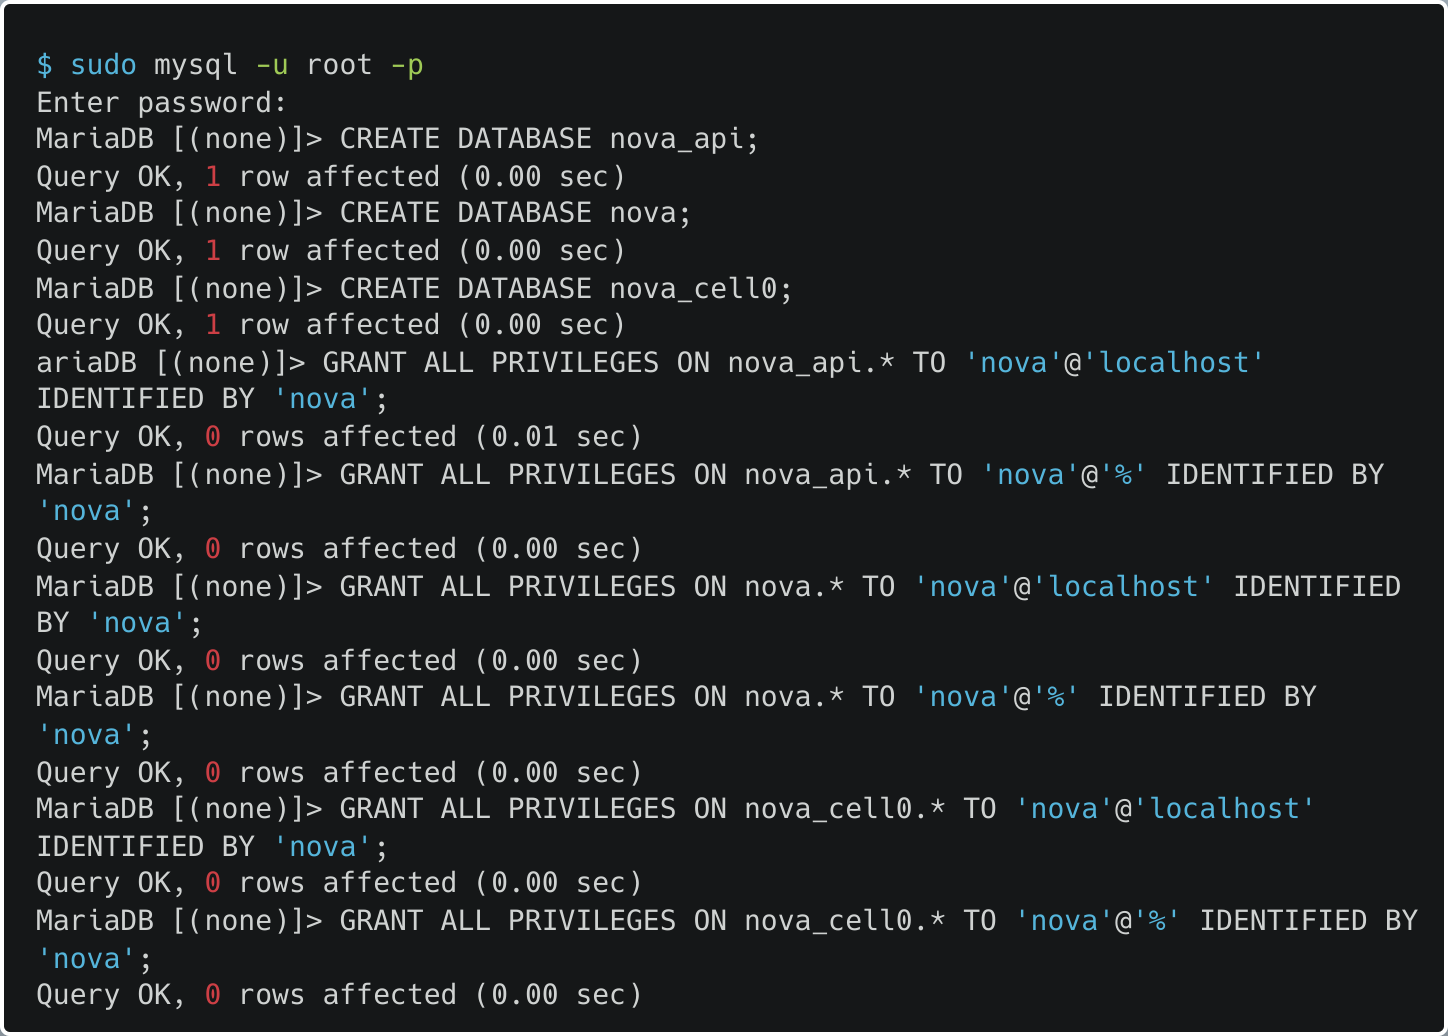 $ sudo mysql -u root -p
Enter password:
MariaDB [(none)]> CREATE DATABASE nova_api;
Query OK, 1 row affected (0.00 sec)
MariaDB [(none)]> CREATE DATABASE nova;
Query OK, 1 row affected (0.00 sec)
MariaDB [(none)]> CREATE DATABASE nova_cell0;
Query OK, 1 row affected (0.00 sec)
ariaDB [(none)]> GRANT ALL PRIVILEGES ON nova_api.* TO 'nova'@'localhost'
IDENTIFIED BY 'nova';
Query OK, 0 rows affected (0.01 sec)
MariaDB [(none)]> GRANT ALL PRIVILEGES ON nova_api.* TO 'nova'@'%' IDENTIFIED BY
'nova';
Query OK, 0 rows affected (0.00 sec)
MariaDB [(none)]> GRANT ALL PRIVILEGES ON nova.* TO 'nova'@'localhost' IDENTIFIED
BY 'nova';
Query OK, 0 rows affected (0.00 sec)
MariaDB [(none)]> GRANT ALL PRIVILEGES ON nova.* TO 'nova'@'%' IDENTIFIED BY
'nova';
Query OK, 0 rows affected (0.00 sec)
MariaDB [(none)]> GRANT ALL PRIVILEGES ON nova_cell0.* TO 'nova'@'localhost'
IDENTIFIED BY 'nova';
Query OK, 0 rows affected (0.00 sec)
MariaDB [(none)]> GRANT ALL PRIVILEGES ON nova_cell0.* TO 'nova'@'%' IDENTIFIED BY
'nova';
Query OK, 0 rows affected (0.00 sec)